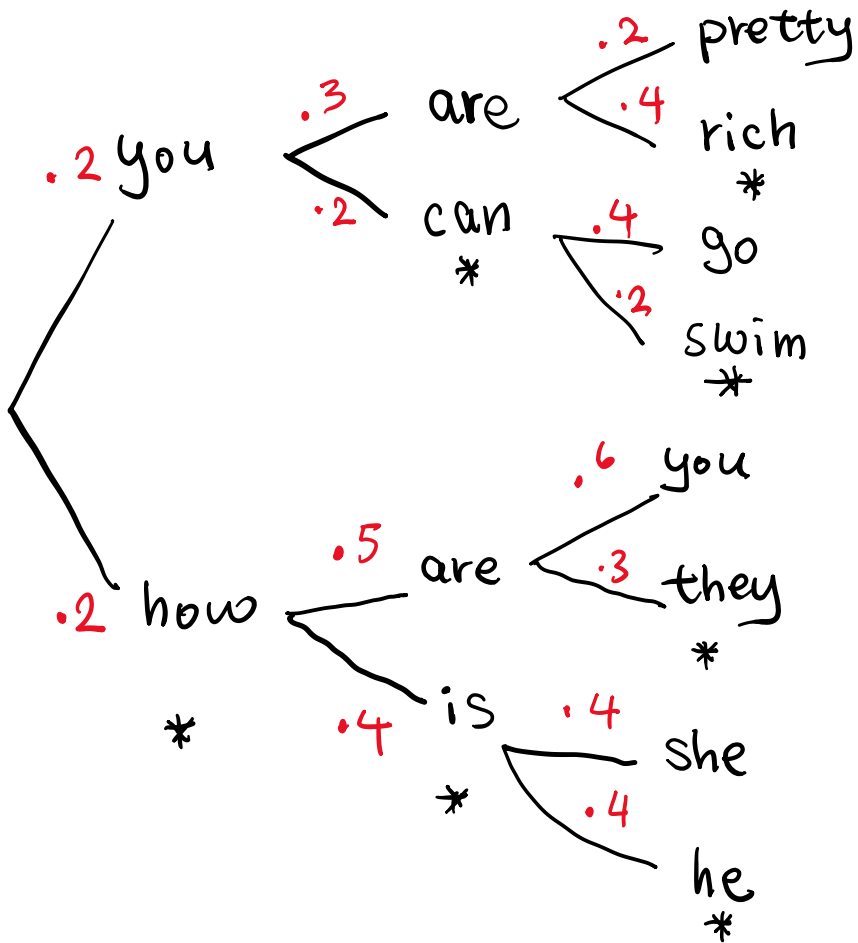 .2 pretty
.3 are .4 rich
.2 you *
.2 can .4 go
* .2 swim
*
.6 you
.5 are .3 they
.2 how *
* .4 is .4 she
* .4 he
*